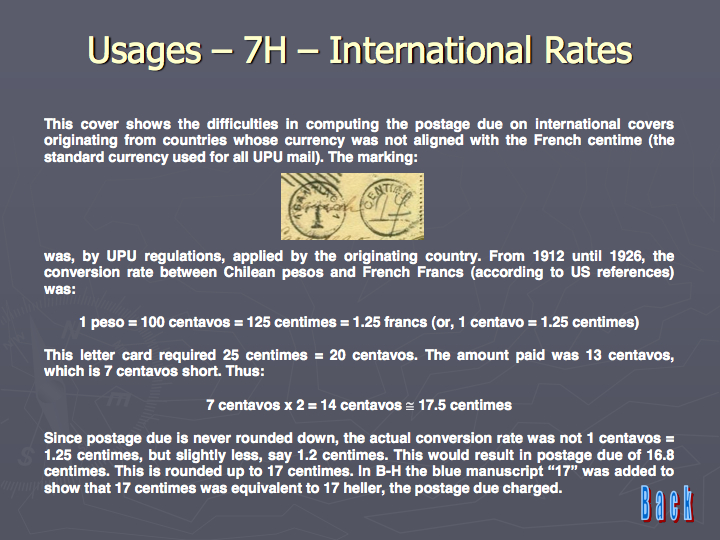 Usages – 7H – International Rates
This cover shows the difficulties in computing the postage due on international covers
originating from countries whose currency was not aligned with the French centime (the
standard currency used for all UPU mail). The marking:
T
was, by UPU regulations, applied by the originating country. From 1912 until 1926, the
conversion rate between Chilean pesos and French Francs (according to US references)
was:
1 peso = 100 centavos = 125 centimes = 1.25 francs (or, 1 centavo = 1.25 centimes)
This letter card required 25 centimes = 20 centavos. The amount paid was 13 centavos,
which is 7 centavos short. Thus:
7 centavos x 2 = 14 centavos ≅ 17.5 centimes
Since postage due is never rounded down, the actual conversion rate was not 1 centavos =
1.25 centimes, but slightly less, say 1.2 centimes. This would result in postage due of 16.8
centimes. This is rounded up to 17 centimes. In B-H the blue manuscript “17” was added to
show that 17 centimes was equivalent to 17 heller, the postage due charged.
Back